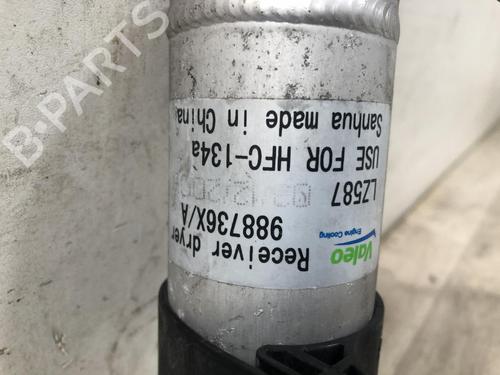 Valeo
Engine Cooling
Receiver dryer
988736X/A
LZ587
USE FOR HFC-134a
Sanhua made in China
B-PARTS